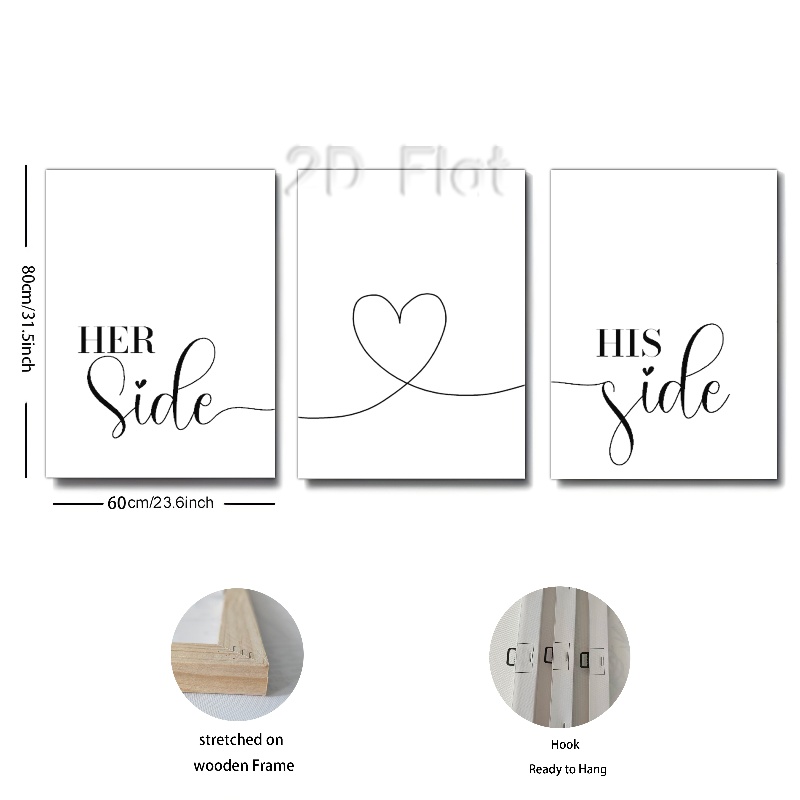 2D Flat
80cm/31.5inch
HER
Side
HIS
side
60cm/23.6inch
stretched on
wooden Frame
Hook
Ready to Hang